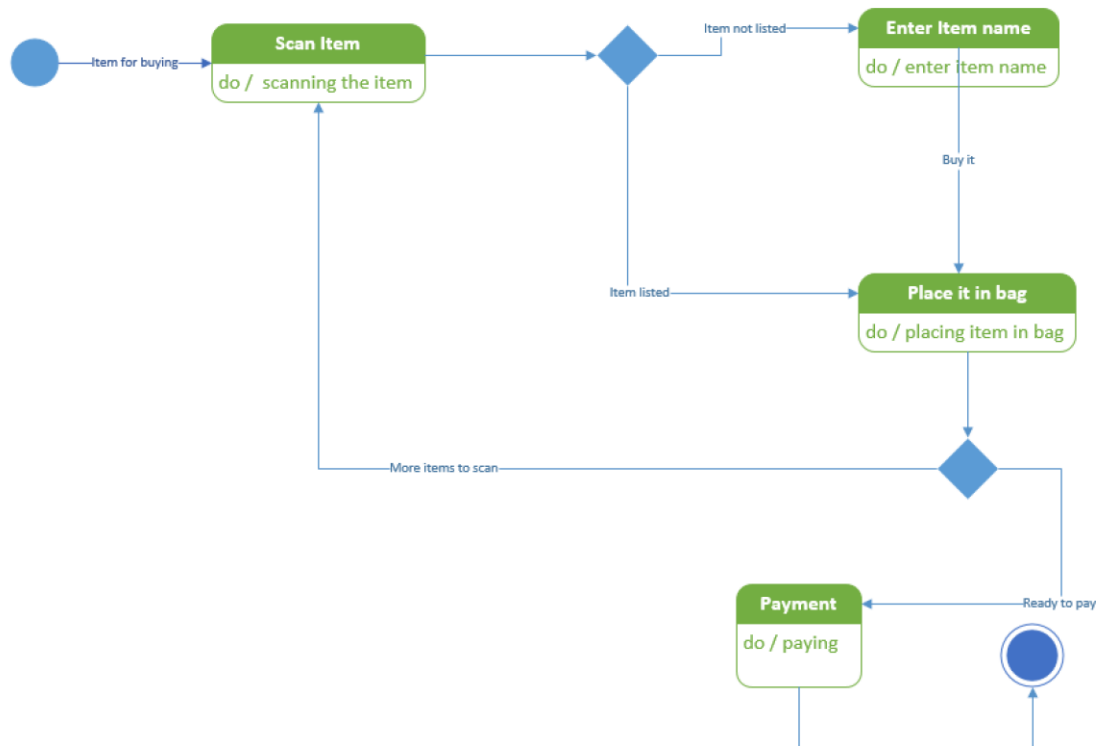 Item for buying
Scan Item
do / scanning the item
Item not listed
Enter Item name
do / enter item name
Buy it
Item listed
Place it in bag
do / placing item in bag
More items to scan
Payment
do / paying
Ready to pay